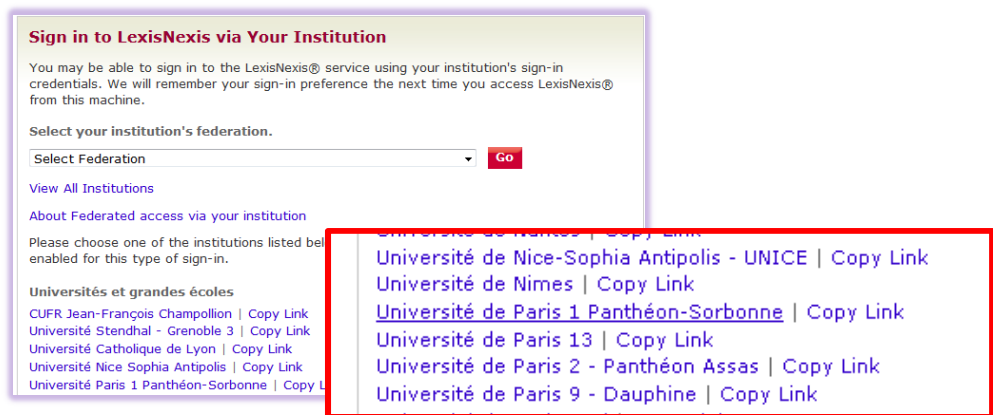 Sign in to LexisNexis via Your Institution
You may be able to sign in to the LexisNexis® service using your institution's sign-in
credentials. We will remember your sign-in preference the next time you access LexisNexis®
from this machine.
Select your institution's federation.
Select Federation Go
View All Institutions
About Federated access via your institution
Please choose one of the institutions listed
enabled for this type of sign-in.
Universités et grandes écoles
CUFR Jean-François Champollion | Copy Link
Université Stendhal - Grenoble 3 | Copy Link
Université Catholique de Lyon | Copy Link
Université Nice Sophia Antipolis | Copy Link
Université Paris 1 Panthéon-Sorbonne | Copy
Université de Nantes | Copy Link
Université de Nice-Sophia Antipolis - UNICE | Copy Link
Université de Nimes | Copy Link
Université de Paris 1 Panthéon-Sorbonne | Copy Link
Université de Paris 13 | Copy Link
Université de Paris 2 - Panthéon Assas | Copy Link
Université de Paris 9 - Dauphine | Copy Link